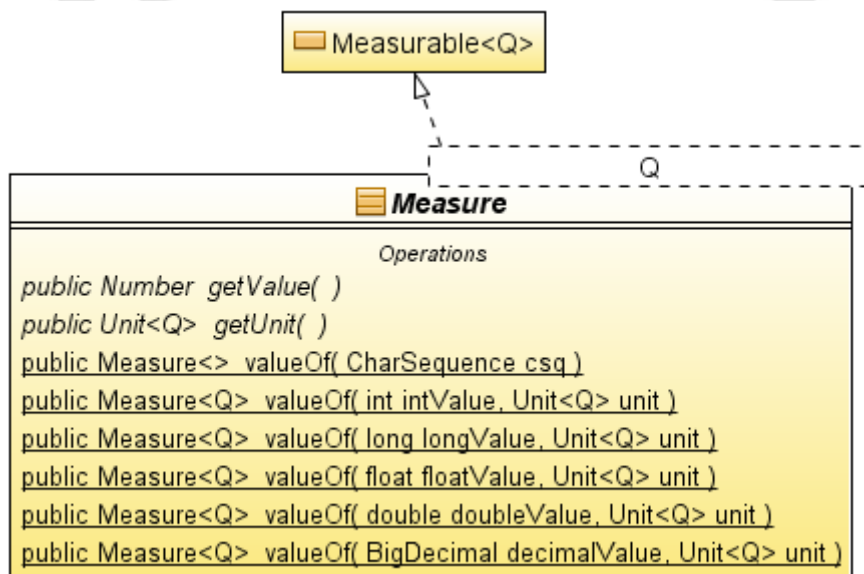 Measurable<Q>
Q
Measure
Operations
public Number getValue( )
public Unit<Q> getUnit( )
public Measure<> valueOf( CharSequence csq )
public Measure<Q> valueOf( int intValue, Unit<Q> unit )
public Measure<Q> valueOf( long longValue, Unit<Q> unit )
public Measure<Q> valueOf( float floatValue, Unit<Q> unit )
public Measure<Q> valueOf( double doubleValue, Unit<Q> unit )
public Measure<Q> valueOf( BigDecimal decimalValue, Unit<Q> unit )